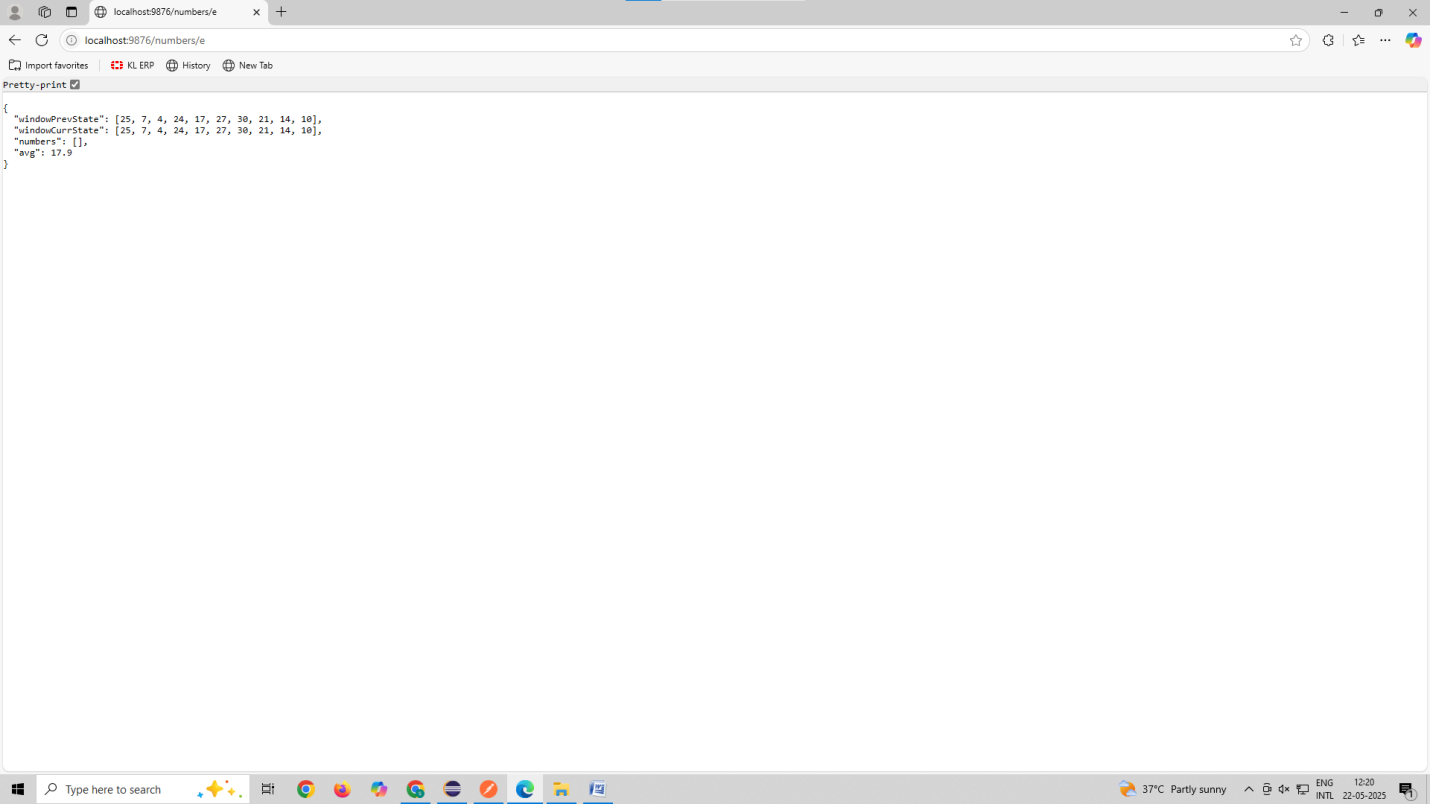 localhost:9876/numbers/e
localhost:9876/numbers/e
Import favorites
KL ERP
History
New Tab
Pretty-print
{
  "windowPrevState": [25, 7, 4, 24, 17, 27, 30, 21, 14, 10],
  "windowCurrState": [25, 7, 4, 24, 17, 27, 30, 21, 14, 10],
  "numbers": [],
  "avg": 17.9
}
Type here to search
37°C Partly sunny
ENG
INTL
12:20
22-05-2025
1